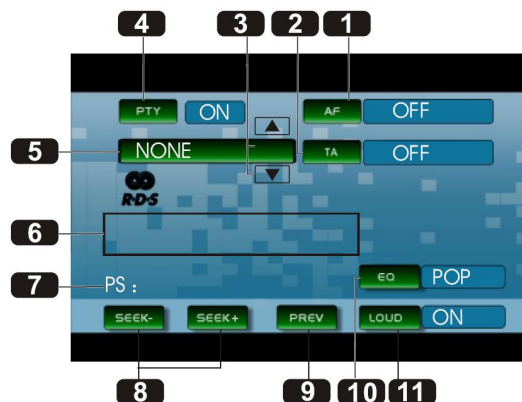 4 3 2 1
PTY ON AF OFF
5 NONE TA OFF
R·D·S
6
7 PS : EQ POP
SEEK- SEEK+ PREV LOUD ON
8 9 10 11